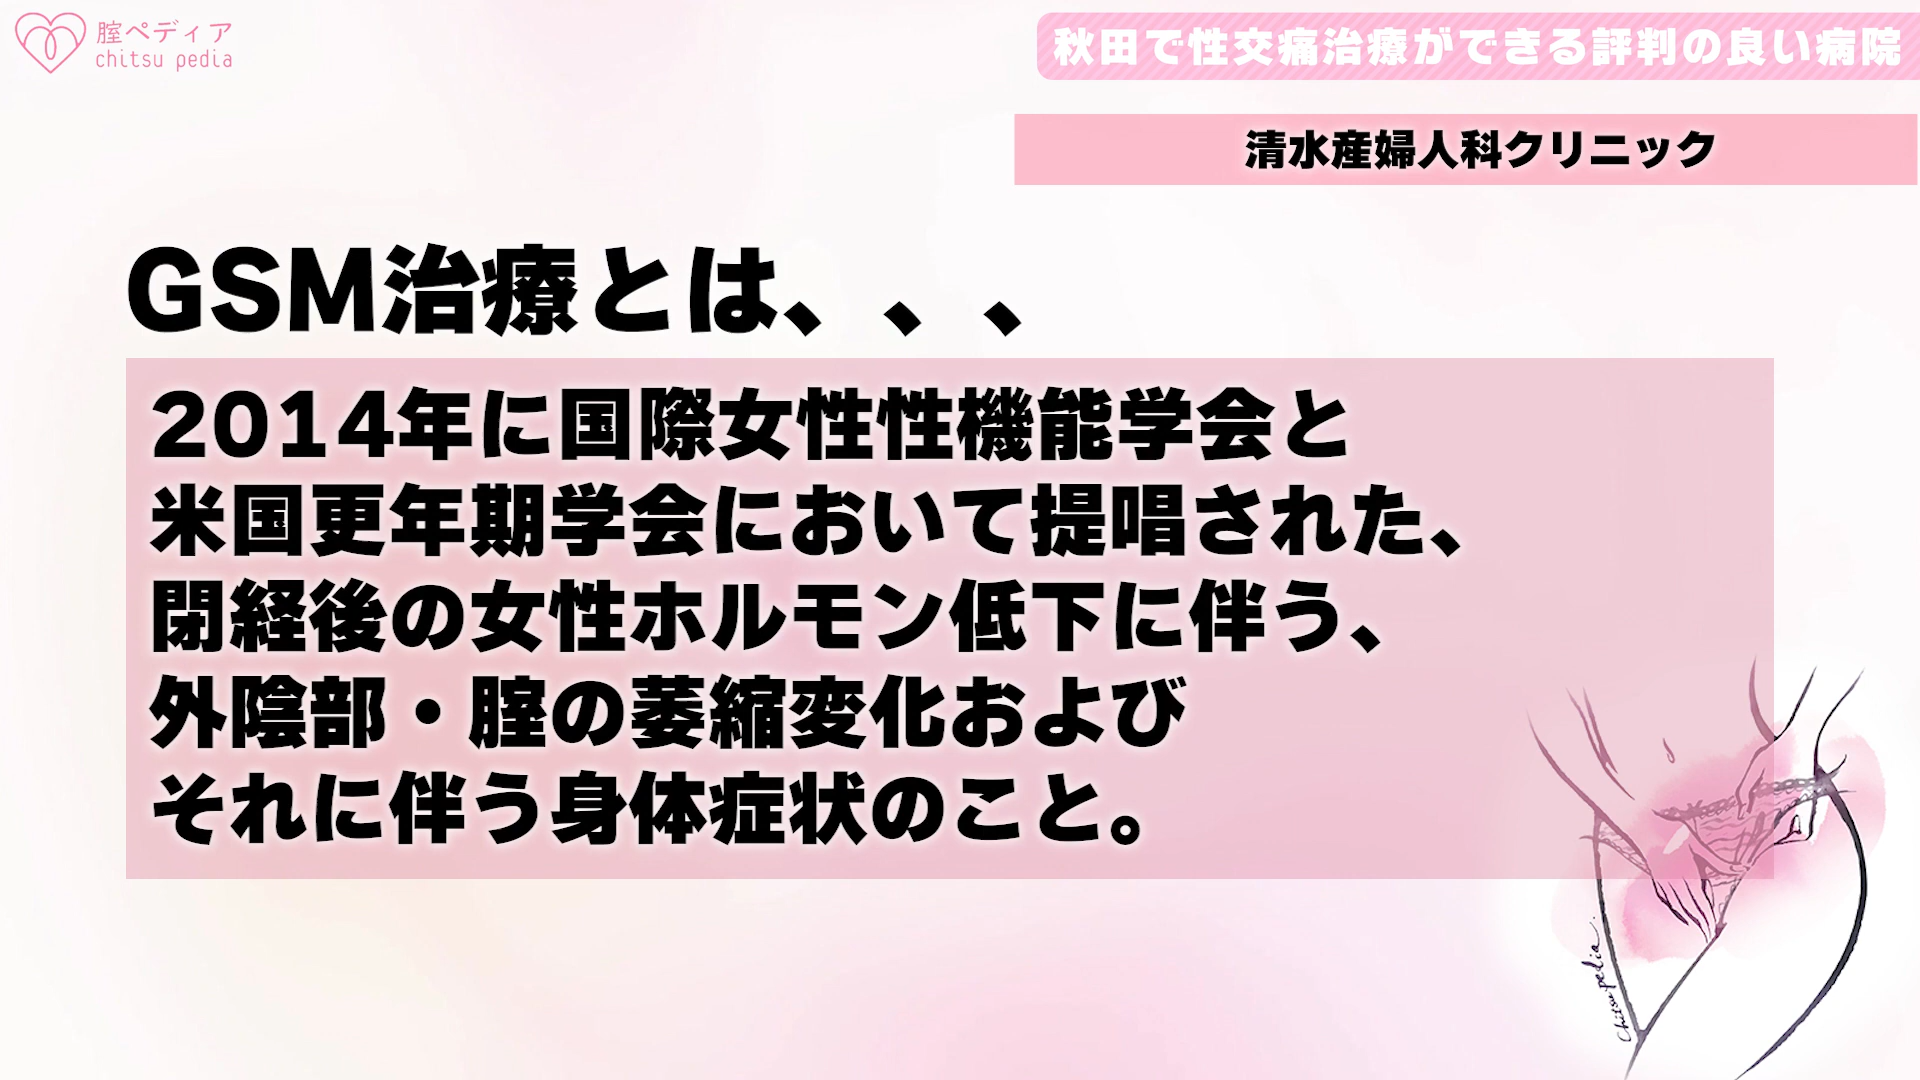 腟ペディア
chitsu pedia
秋田で性交痛治療ができる評判の良い病院
清水産婦人科クリニック
GSM治療とは、、、
2014年に国際女性性機能学会と
米国更年期学会において提唱された、
閉経後の女性ホルモン低下に伴う、
外陰部・腟の萎縮変化および
それに伴う身体症状のこと。
Chitsu pedia.